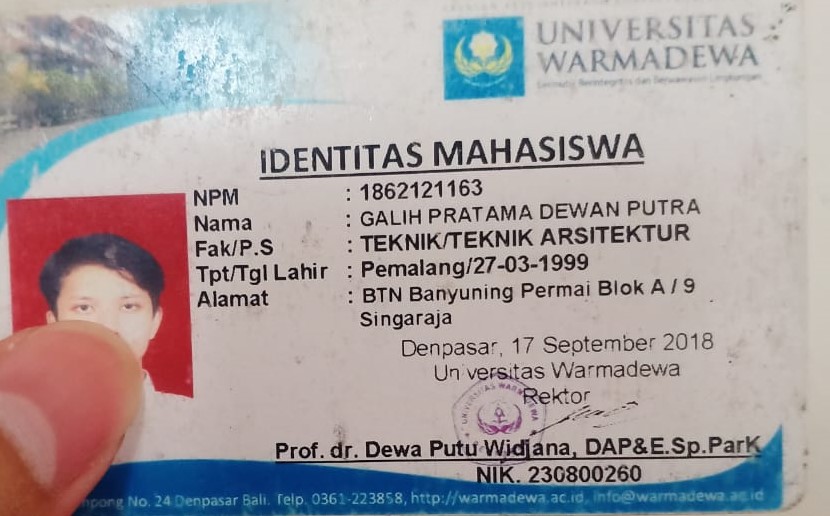 UNIVERSITAS
WARMADEWA
IDENTITAS MAHASISWA
NPM : 1862121163
Nama : GALIH PRATAMA DEWAN PUTRA
Fak/P.S : TEKNIK/TEKNIK ARSITEKTUR
Tpt/Tgl Lahir : Pemalang/27-03-1999
Alamat : BTN Banyuning Permai Blok A / 9
Singaraja
Denpasar, 17 September 2018
Universitas Warmadewa
Rektor
UNIVERSITAS WARMADEWA
Prof. dr. Dewa Putu Widjana, DAP&E.Sp.ParK
NIK. 230800260
No. 24 Denpasar Bali. Telp. 0361-223858, http://warmadewa.ac.id, info@warmadewa.ac.id